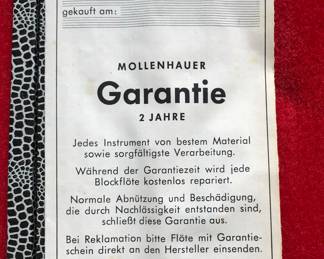 gekauft am:
MOLLENHAUER
Garantie
2 JAHRE
Jedes Instrument von bestem Material
sowie sorgfältigste Verarbeitung.
Während der Garantiezeit wird jede
Blockflöte kostenlos repariert.
Normale Abnützung und Beschädigung,
die durch Nachlässigkeit entstanden sind,
schließt diese Garantie aus.
Bei Reklamation bitte Flöte mit Garantie-
schein direkt an den Hersteller einsenden.